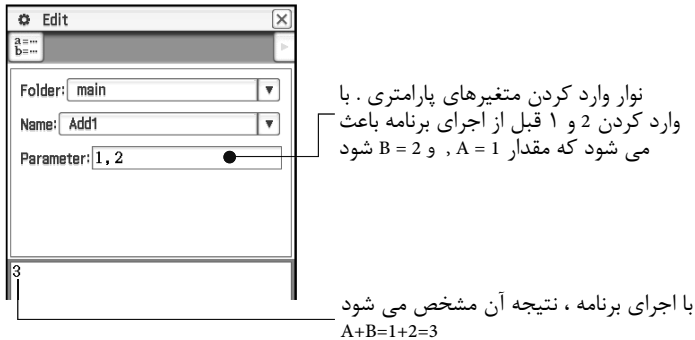 Edit
a=...
b=...
Folder: main
Name: Add1
Parameter: 1,2
نوار وارد کردن متغیرهای پارامتری . با
وارد کردن 2 و ۱ قبل از اجرای برنامه باعث
می شود که مقدار A = 1 , و B = 2 شود
3
با اجرای برنامه ، نتیجه آن مشخص می شود
A+B=1+2=3